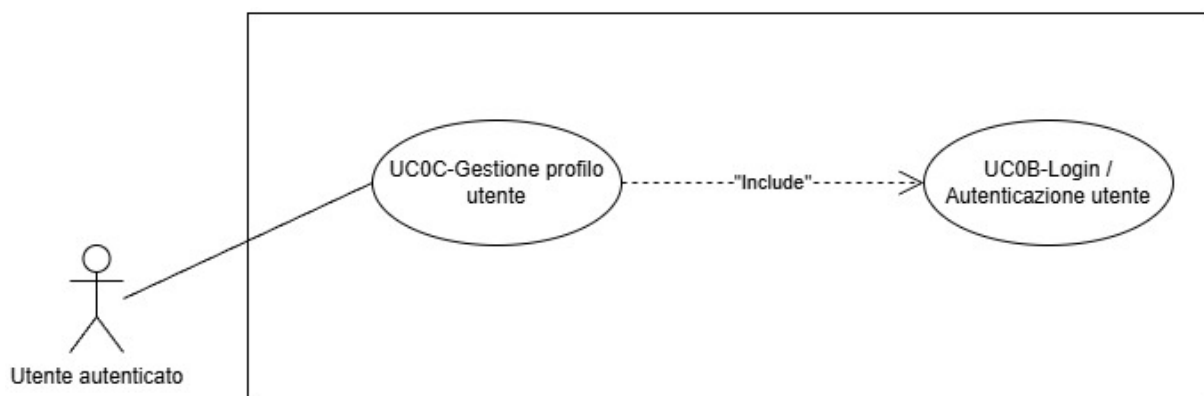 UC0C-Gestione profilo
utente
"Include"
UC0B-Login /
Autenticazione utente
Utente autenticato